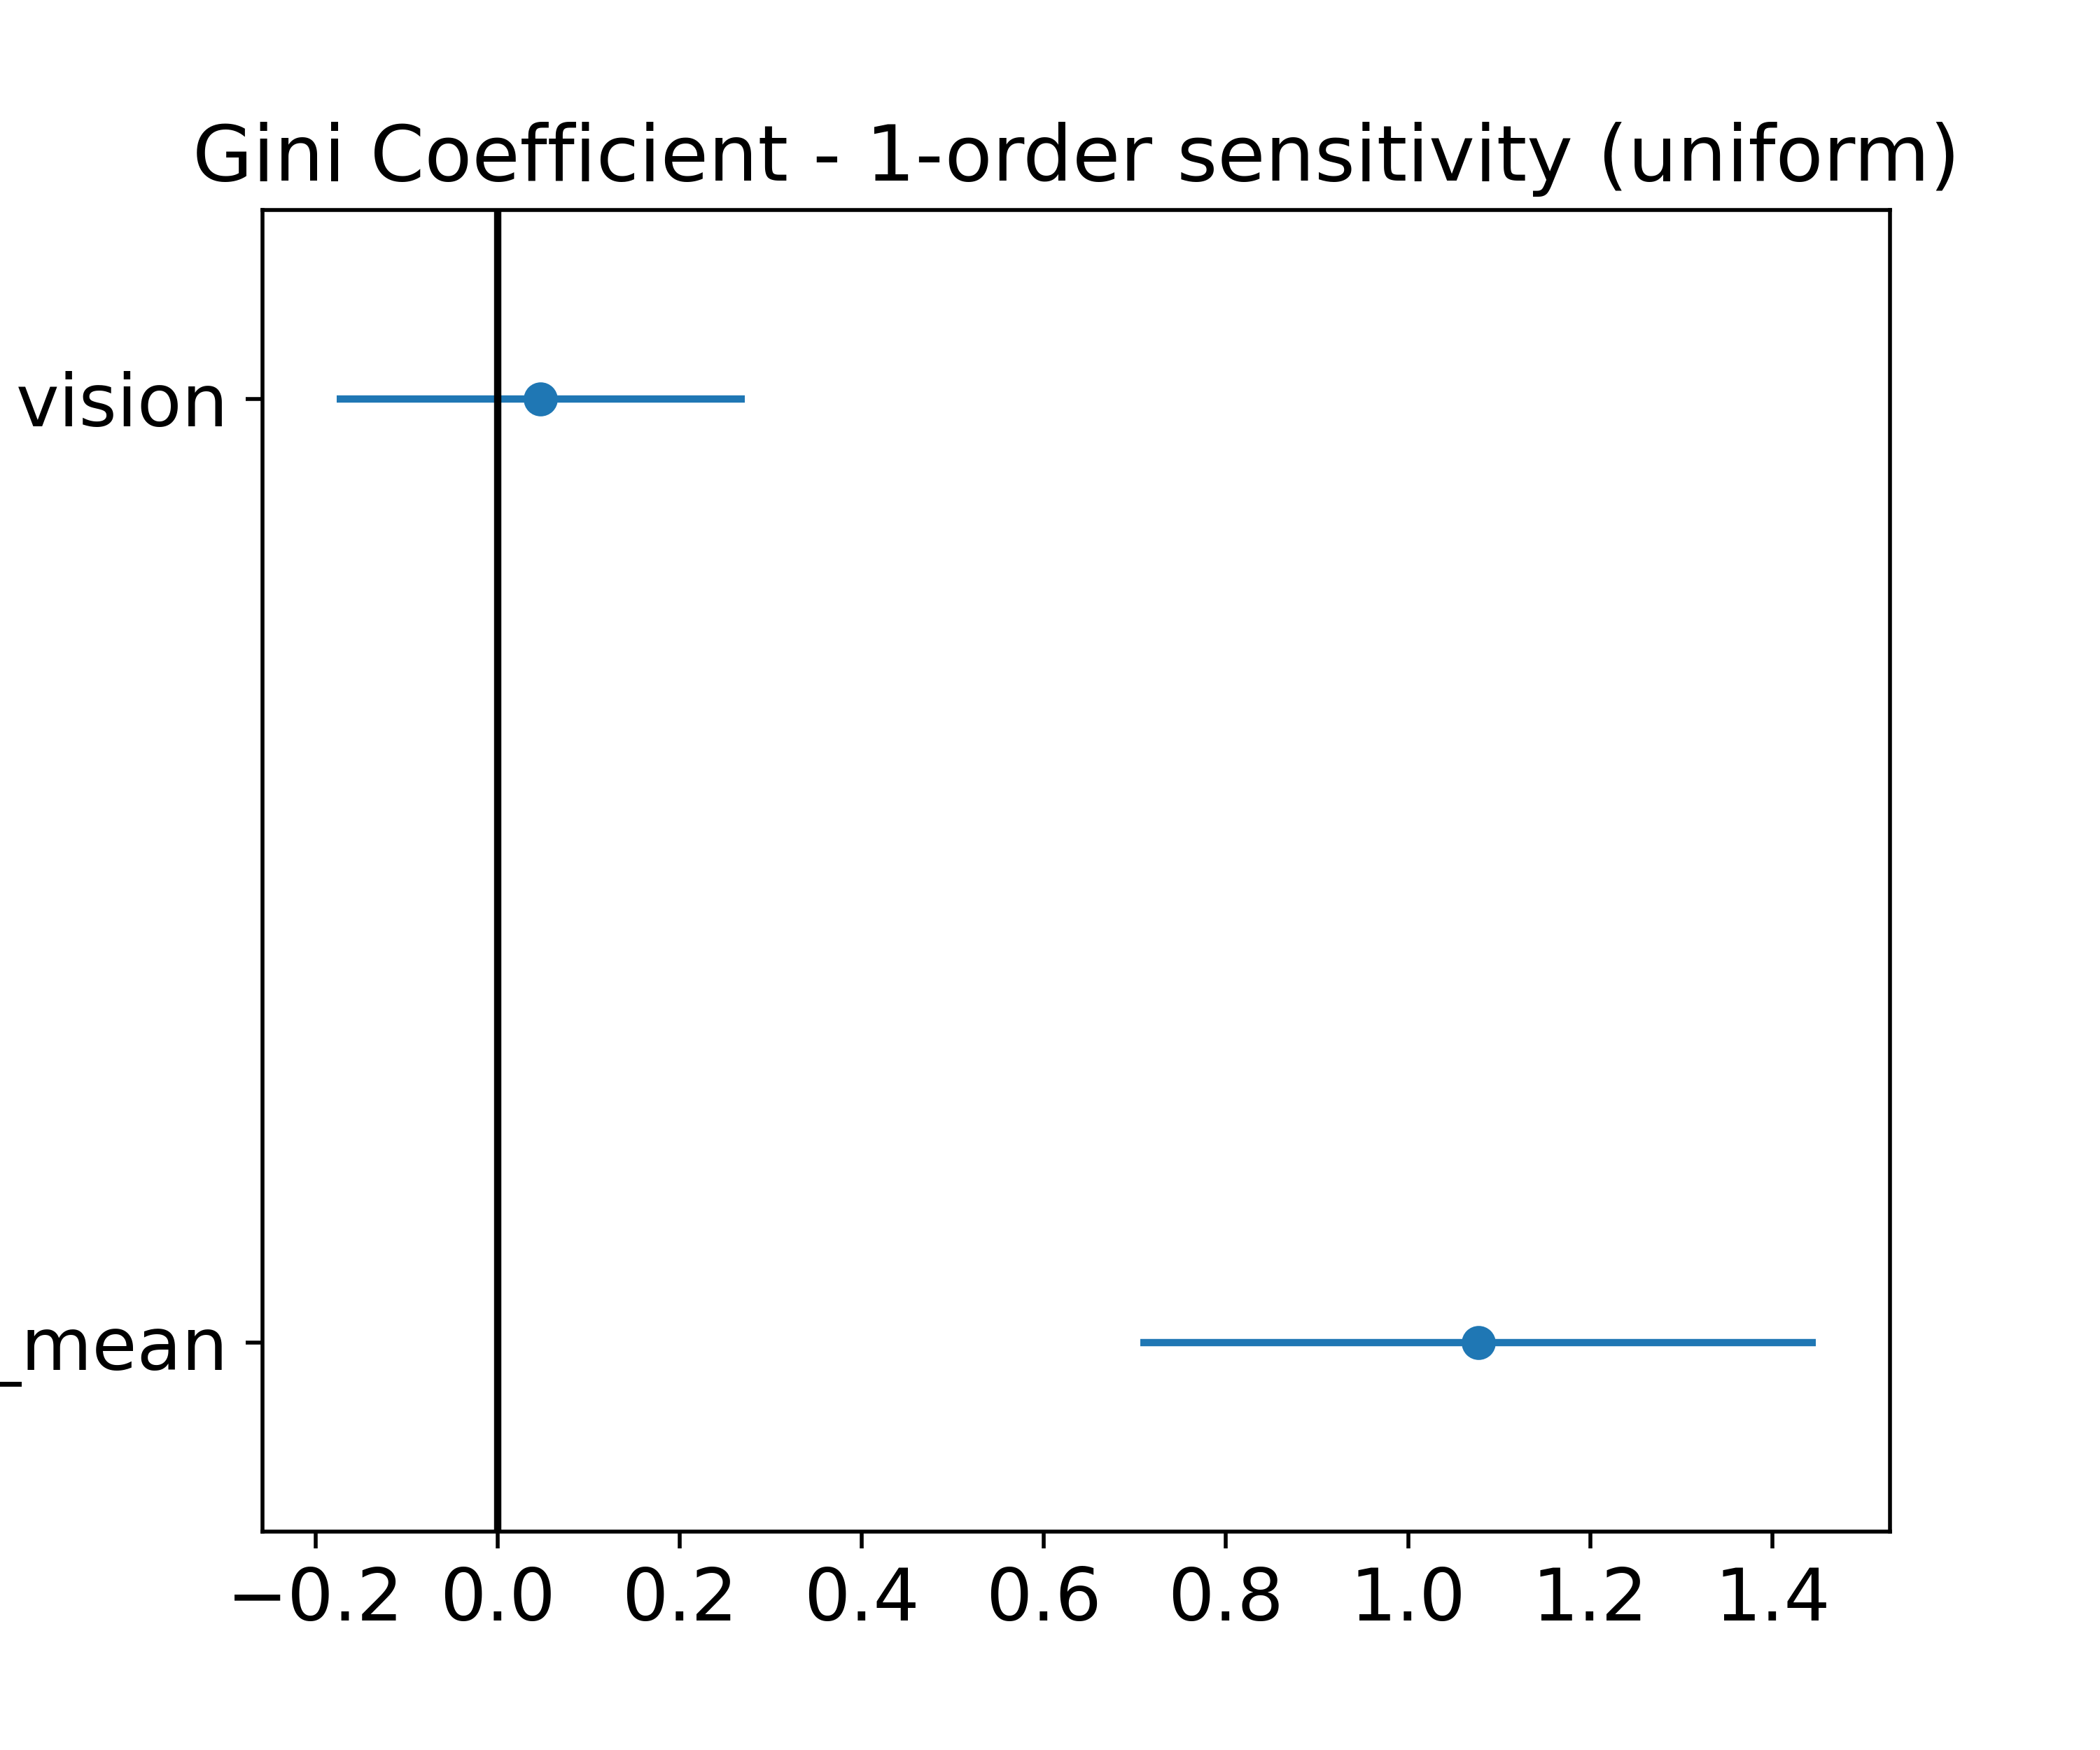 Gini Coefficient - 1-order sensitivity (uniform)
vision
_mean
−0.2 0.0 0.2 0.4 0.6 0.8 1.0 1.2 1.4